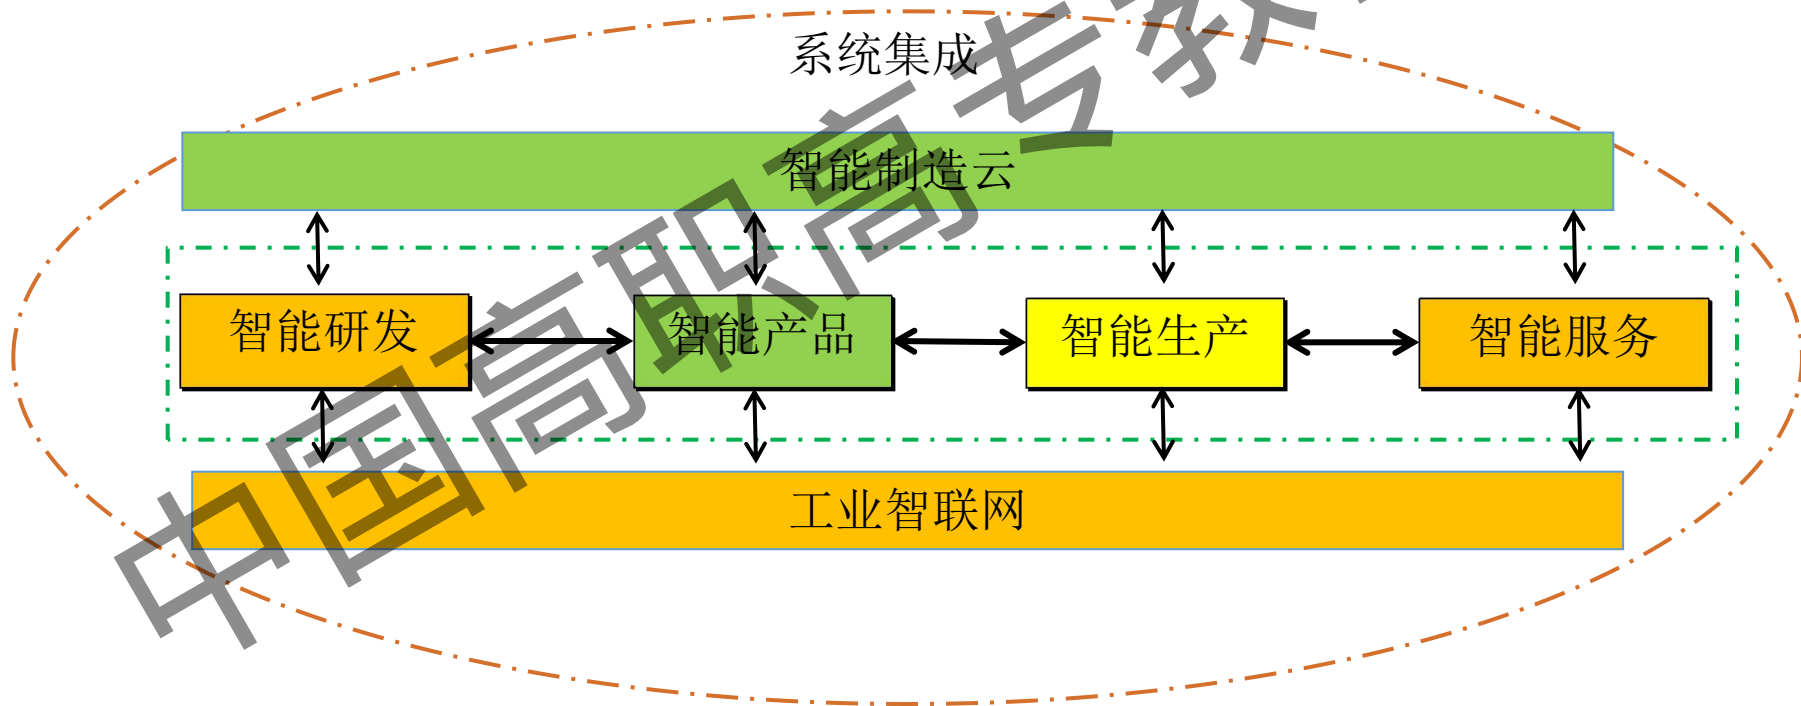 系统集成
智能制造云
智能研发
智能产品
智能生产
智能服务
工业智联网
中国高职高专教